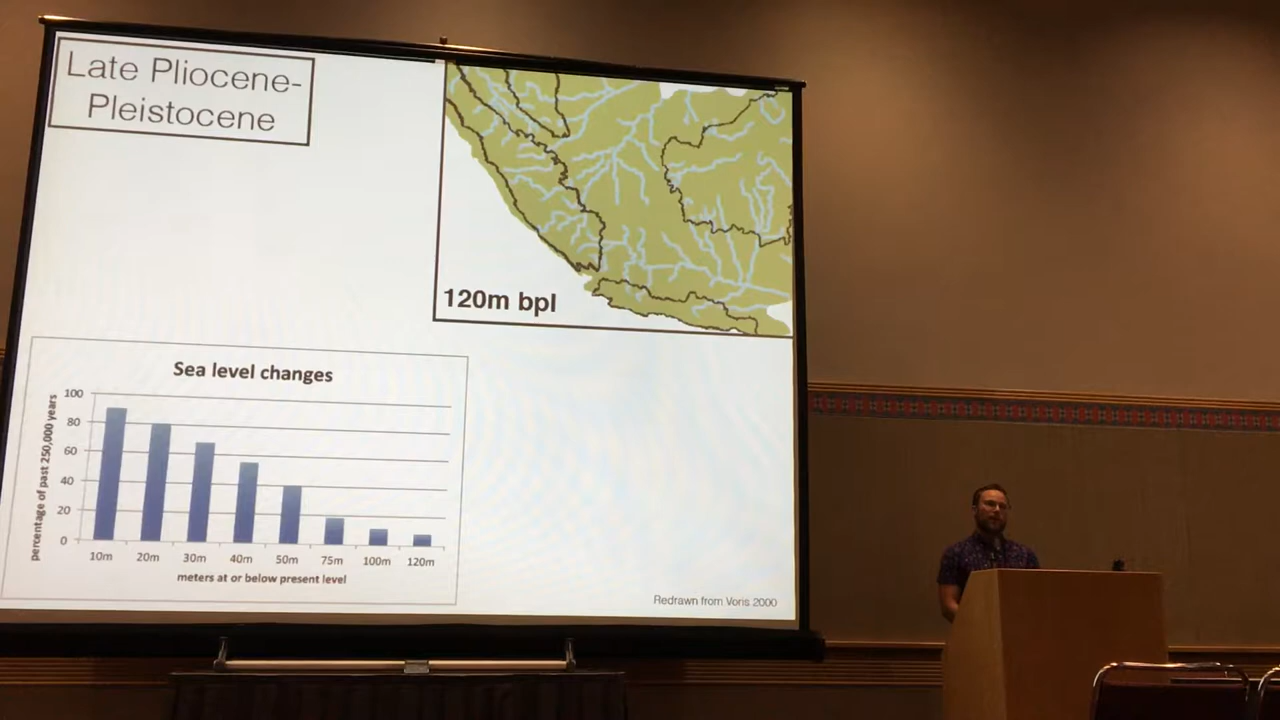 Late Pliocene-
Pleistocene
120m bpl
Sea level changes
percentage of past 250,000 years
100
80
60
40
20
0
10m 20m 30m 40m 50m 75m 100m 120m
meters at or below present level
Redrawn from Voris 2000